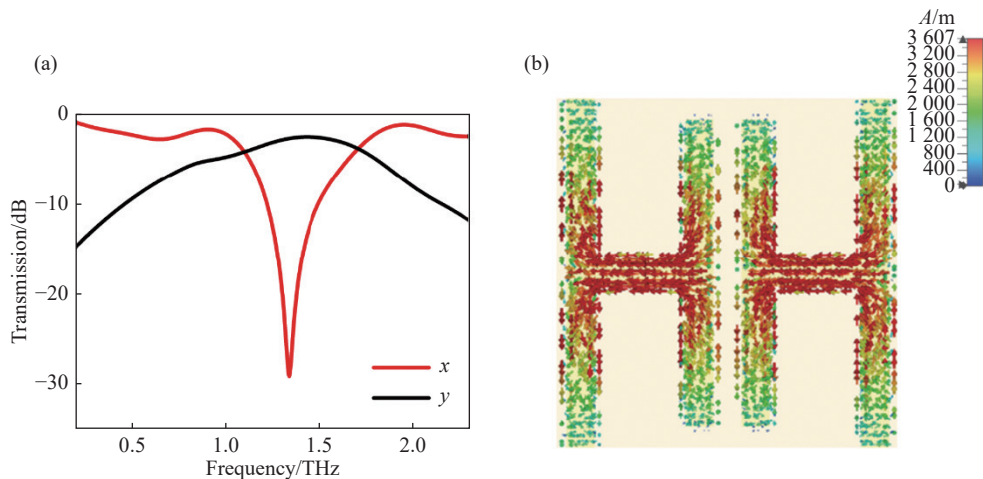 (a)
0
−10
−20
−30
Transmission/dB
0.5 1.0 1.5 2.0
Frequency/THz
x
y
(b)
A/m
3 607
3 200
2 800
2 400
2 000
1 600
1 200
800
400
0